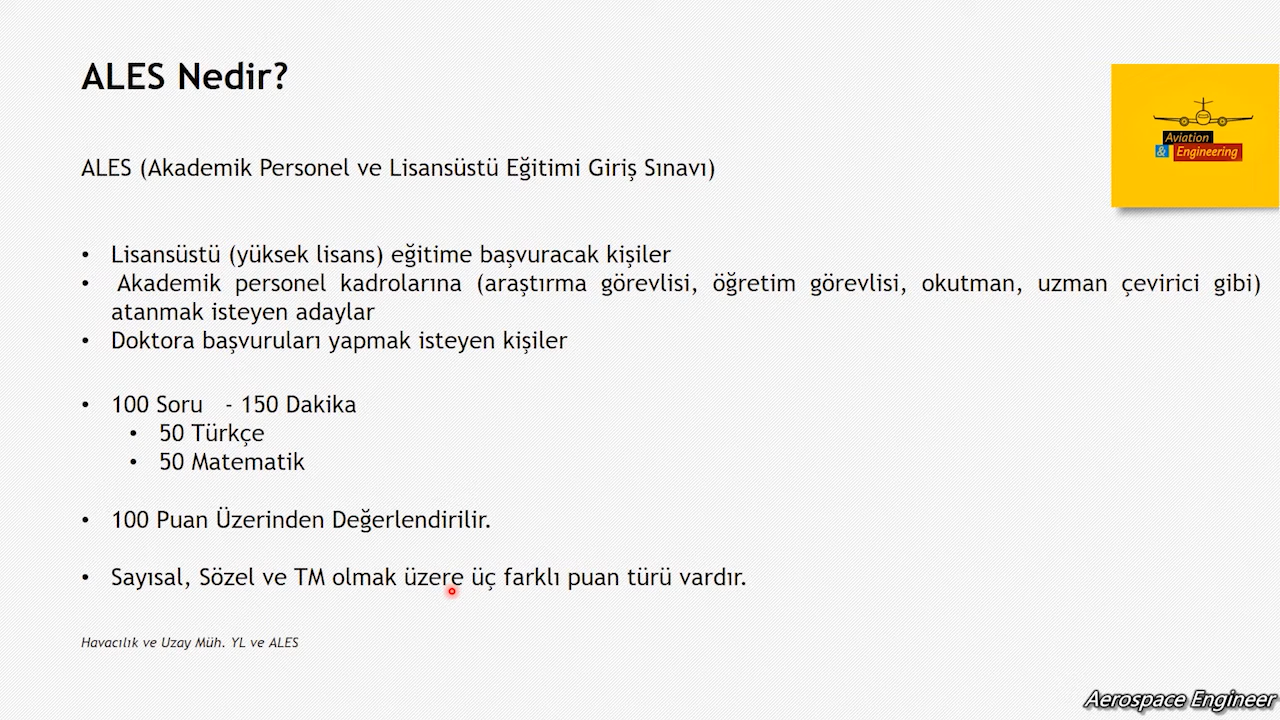 ALES Nedir?
Aviation
& Engineering
ALES (Akademik Personel ve Lisansüstü Eğitimi Giriş Sınavı)
• Lisansüstü (yüksek lisans) eğitime başvuracak kişiler
• Akademik personel kadrolarına (araştırma görevlisi, öğretim görevlisi, okutman, uzman çevirici gibi)
atanmak isteyen adaylar
• Doktora başvuruları yapmak isteyen kişiler
• 100 Soru - 150 Dakika
• 50 Türkçe
• 50 Matematik
• 100 Puan Üzerinden Değerlendirilir.
• Sayısal, Sözel ve TM olmak üzere üç farklı puan türü vardır.
Havacılık ve Uzay Müh. YL ve ALES
Aerospace Engineer